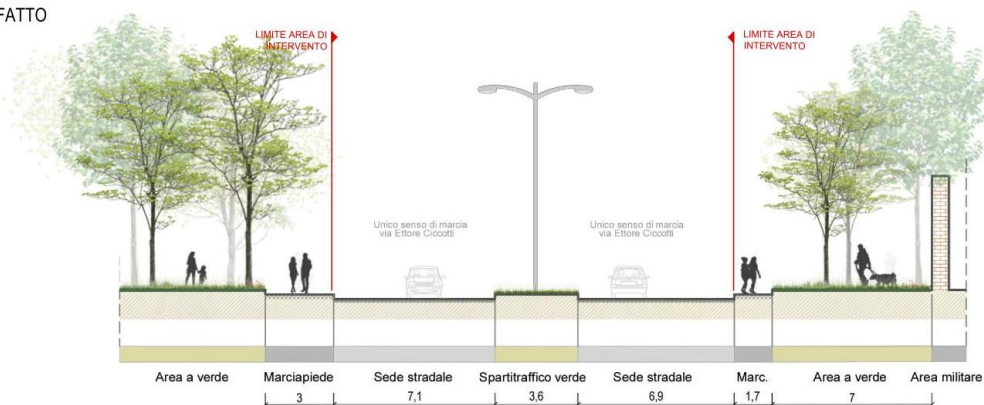 FATTO
LIMITE AREA DI
INTERVENTO
LIMITE AREA DI
INTERVENTO
Unico senso di marcia
via Ettore Ciccotti
Unico senso di marcia
via Ettore Ciccotti
Area a verde
Marciapiede
Sede stradale
Spartitraffico verde
Sede stradale
Marc.
Area a verde
Area militare
3
7,1
3,6
6,9
1,7
7